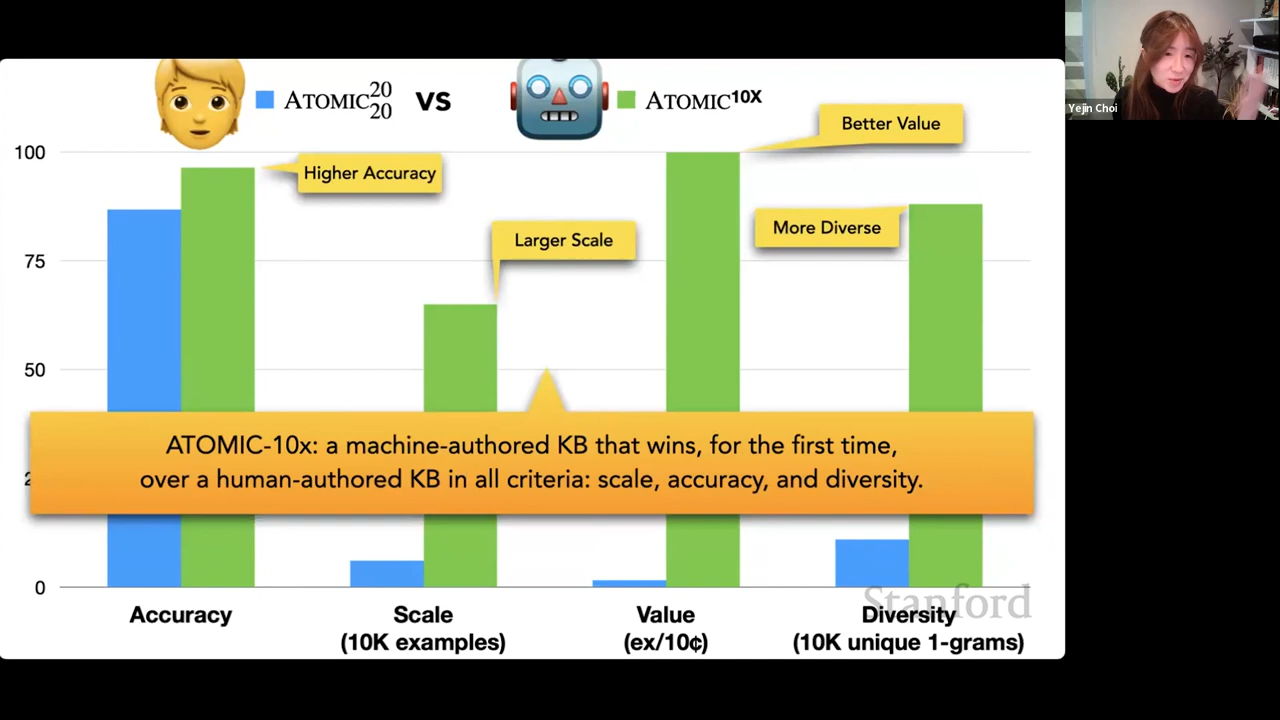 Yejin Choi
ATOMIC 20 20 VS ATOMIC10X
Better Value
100
Higher Accuracy
More Diverse
Larger Scale
75
50
ATOMIC-10x: a machine-authored KB that wins, for the first time,
over a human-authored KB in all criteria: scale, accuracy, and diversity.
0
Stanford
Accuracy
Scale
(10K examples)
Value
(ex/10¢)
Diversity
(10K unique 1-grams)